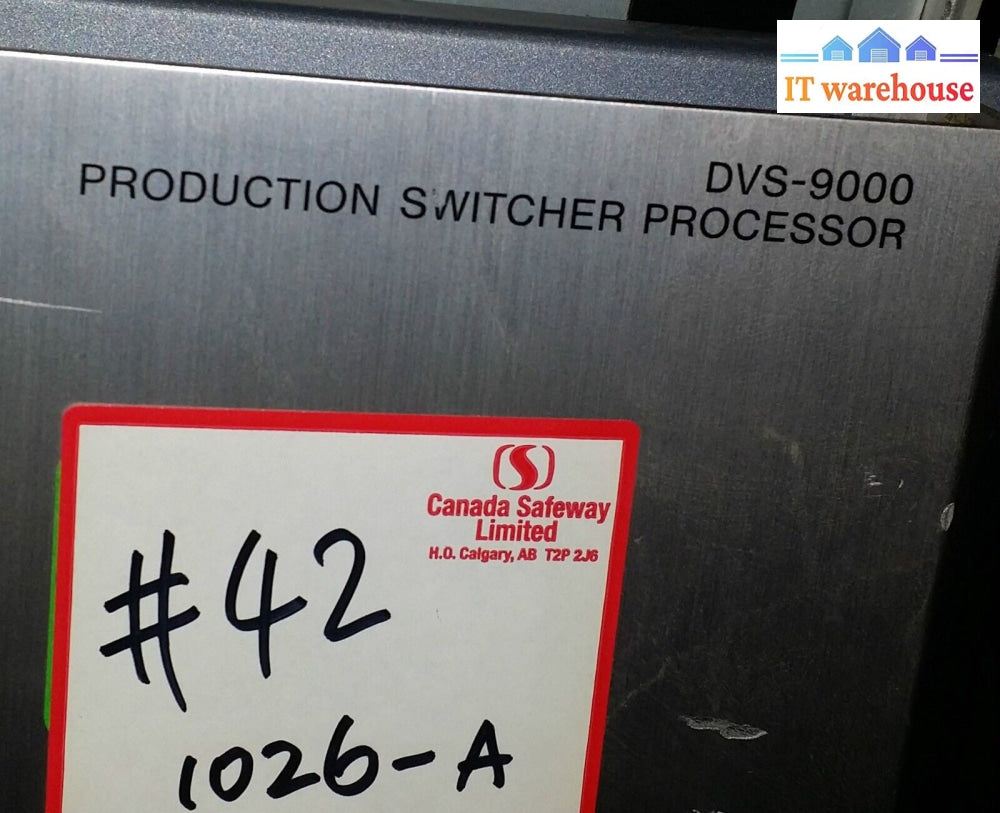 IT warehouse
DVS-9000
PRODUCTION SWITCHER PROCESSOR
Canada Safeway
Limited
H.O. Calgary, AB T2P 2J6
#42
1026-A